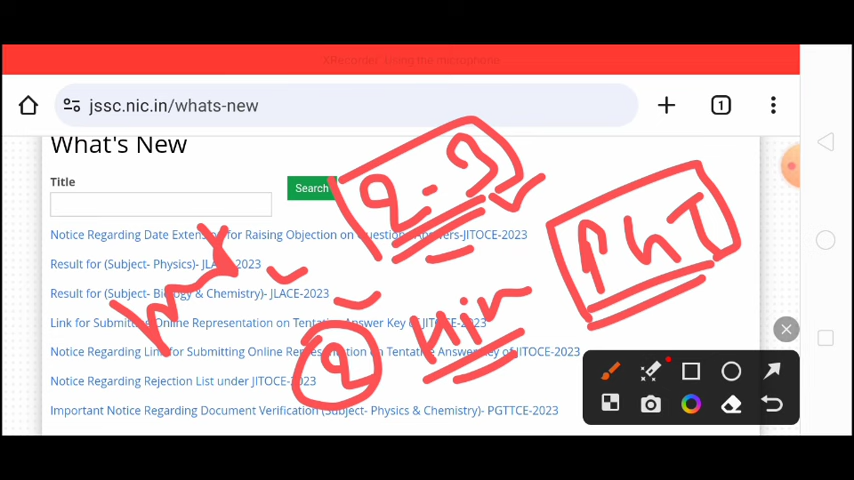 XRecorder Using the microphone
jssc.nic.in/whats-new
1
What's New
Title
Search
Notice Regarding Date Extension for Raising Objection on Question Answers-JITOCE-2023
Result for (Subject- Physics)- JLACE-2023
Result for (Subject- Biology & Chemistry)- JLACE-2023
Link for Submitting Online Representation on Tentative Answer Key of JITOCE-2023
Notice Regarding Link for Submitting Online Representation on Tentative Answer Key of JITOCE-2023
Notice Regarding Rejection List under JITOCE-2023
Important Notice Regarding Document Verification (Subject- Physics & Chemistry)- PGTTCE-2023
2-3
2